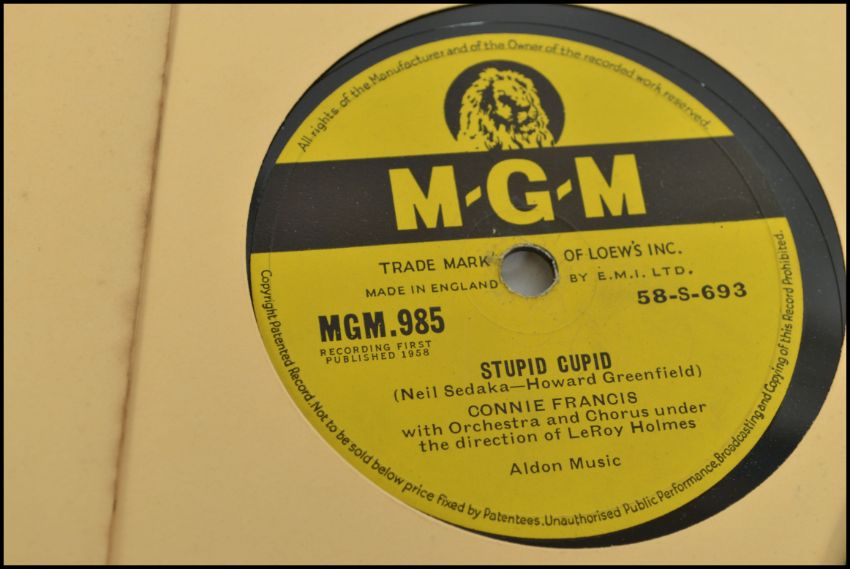 All rights of the Manufacturer and of the Owner of the recorded work reserved.
M-G-M
TRADE MARK OF LOEW'S INC.
MADE IN ENGLAND BY E.M.I. LTD.
58-S-693
MGM.985
RECORDING FIRST
PUBLISHED 1958
STUPID CUPID
(Neil Sedaka—Howard Greenfield)
CONNIE FRANCIS
with Orchestra and Chorus under
the direction of LeRoy Holmes
Aldon Music
Copyright Patented Record. Not to be sold below price fixed by Patentees. Unauthorised Public Performance, Broadcasting and Copying of this Record Prohibited.